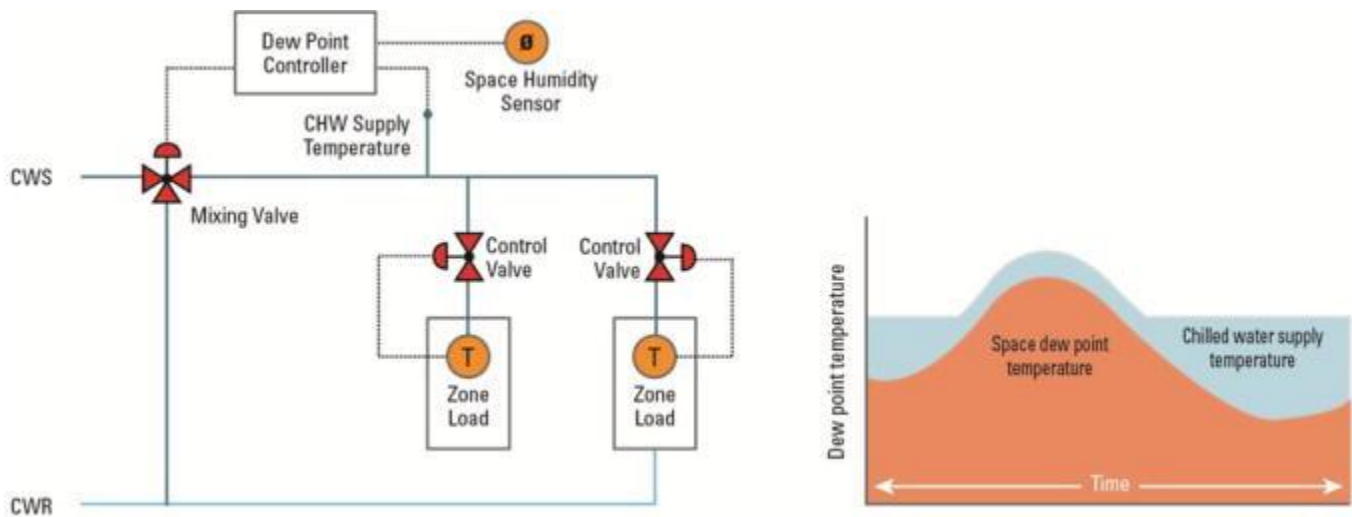 Dew Point
Controller
Ø
Space Humidity
Sensor
CHW Supply
Temperature
CWS
Mixing Valve
Control
Valve
Control
Valve
T
Zone
Load
T
Zone
Load
CWR
Dew point temperature
Space dew point
temperature
Chilled water supply
temperature
Time